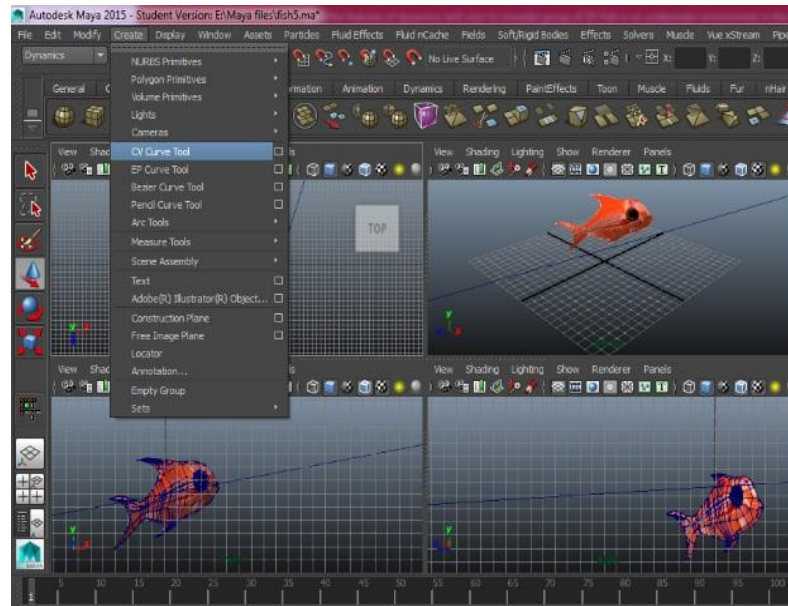 Autodesk Maya 2015 - Student Version: E:\Maya files\fish5.ma*
File Edit Modify Create Display Window Assets Particles Fluid Effects Fluid nCache Fields Soft/Rigid Bodies Effects Solvers Muscle Vue xStream
Dynamics
No Live Surface
X: Y: Z:
General
Animation Dynamics Rendering PaintEffects Toon Muscle Fluids Fur nHair
NURBS Primitives
Polygon Primitives
Volume Primitives
Lights
Cameras
CV Curve Tool
EP Curve Tool
Bezier Curve Tool
Pencil Curve Tool
Arc Tools
Measure Tools
Scene Assembly
Text
Adobe(R) Illustrator(R) Object...
Construction Plane
Free Image Plane
Locator
Annotation...
Empty Group
Sets
View
View Shading Lighting Show Renderer Panels
TOP
View
View Shading Lighting Show Renderer Panels
5 10 15 20 25 30 35 40 45 50 55 60 65 70 75 80 85 90 95 100
1